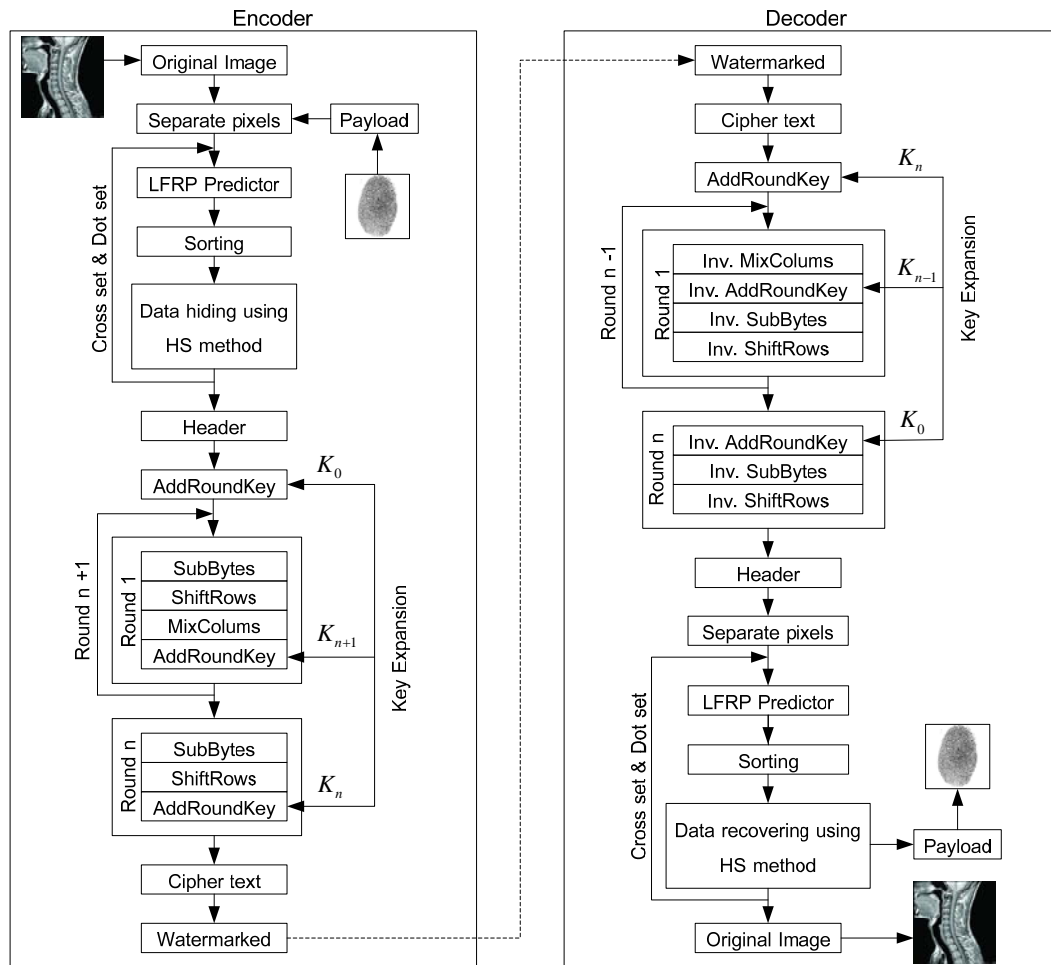 Encoder
Original Image
Separate pixels
Payload
Cross set & Dot set
LFRP Predictor
Sorting
Data hiding using
HS method
Header
AddRoundKey
K0
Round n +1
Round 1
SubBytes
ShiftRows
MixColums
AddRoundKey
Kn+1
Key Expansion
Round n
SubBytes
ShiftRows
AddRoundKey
Kn
Cipher text
Watermarked
Decoder
Watermarked
Cipher text
AddRoundKey
Kn
Round n -1
Round 1
Inv. MixColums
Inv. AddRoundKey
Inv. SubBytes
Inv. ShiftRows
Kn-1
Key Expansion
Round n
Inv. AddRoundKey
Inv. SubBytes
Inv. ShiftRows
K0
Header
Separate pixels
Cross set & Dot set
LFRP Predictor
Sorting
Data recovering using
HS method
Payload
Original Image